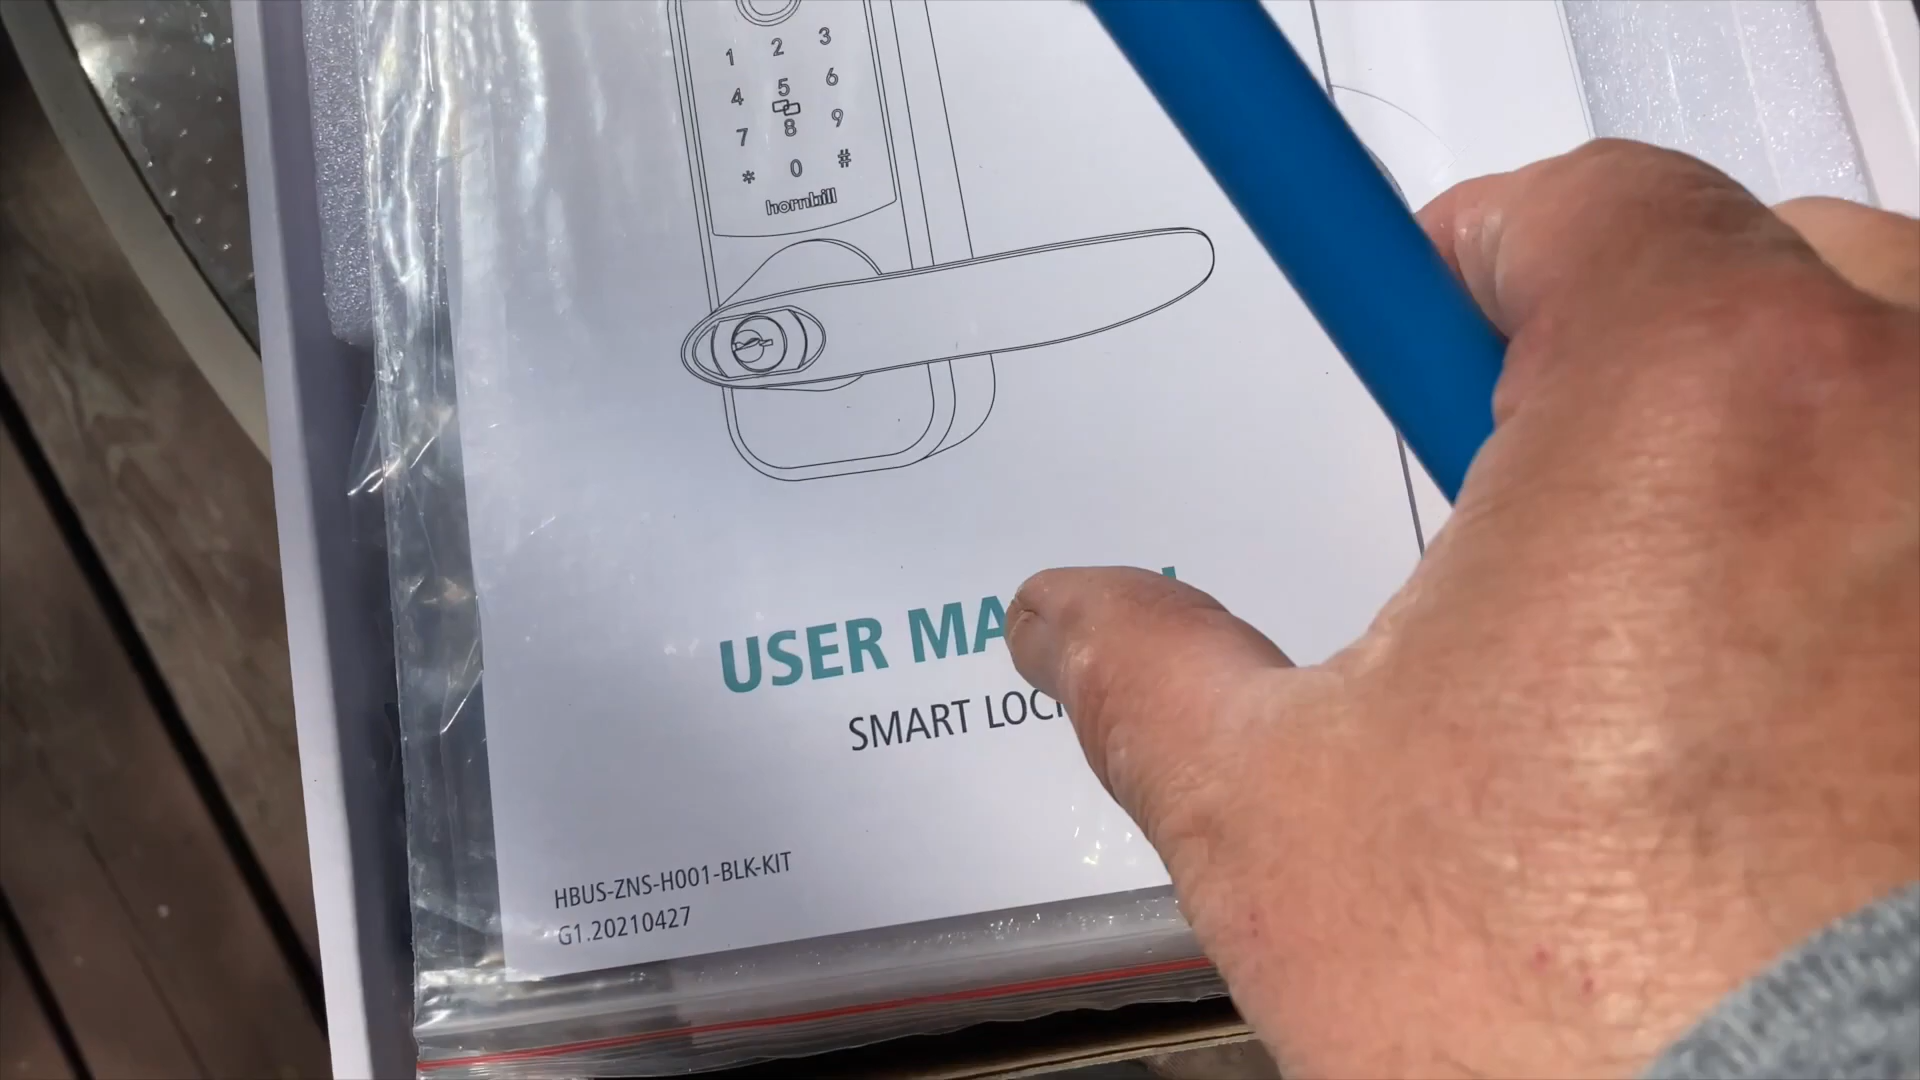 1 2 3
4 5 6
7 8 9
* 0 #
hornbill
USER MA
SMART LOC
HBUS-ZNS-H001-BLK-KIT
G1.20210427